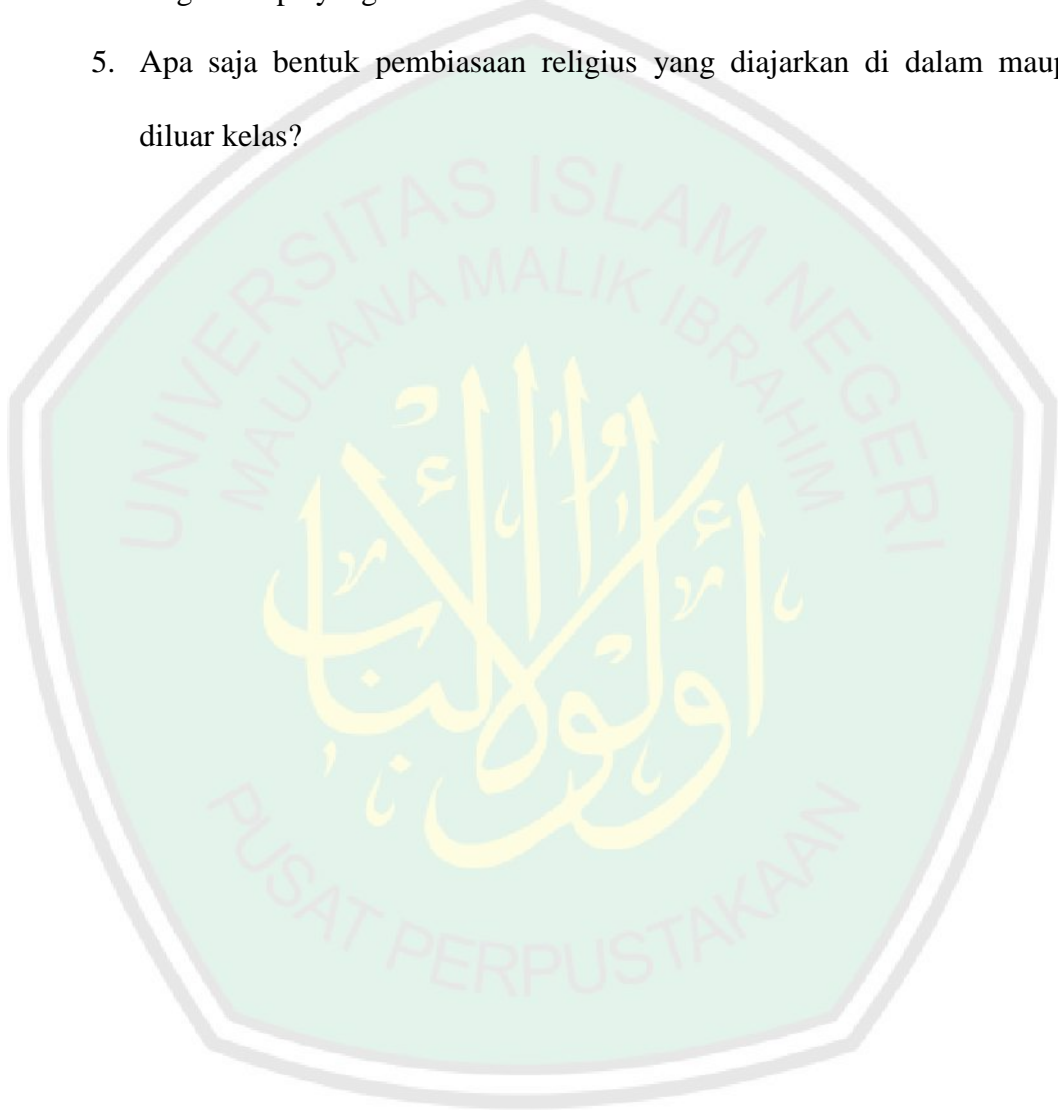 5. Apa saja bentuk pembiasaan religius yang diajarkan di dalam
diluar kelas?
UNIVERSITAS ISLAM NEGERI
MAULANA MALIK IBRAHIM
PUSAT PERPUSTAKAAN